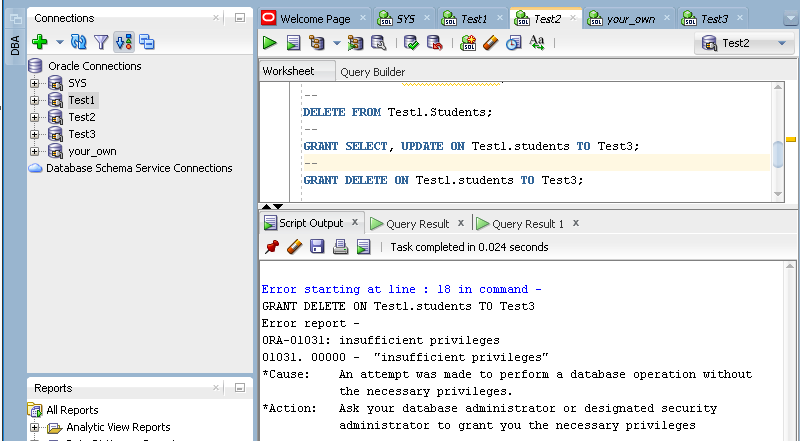 Connections
DBA
Oracle Connections
SYS
Test1
Test2
Test3
your_own
Database Schema Service Connections
Reports
All Reports
Analytic View Reports
Welcome Page
SYS
Test1
Test2
your_own
Test3
Test2
Worksheet
Query Builder
--
DELETE FROM Test1.Students;
--
GRANT SELECT, UPDATE ON Test1.students TO Test3;
--
GRANT DELETE ON Test1.students TO Test3;
Script Output
Query Result
Query Result 1
Task completed in 0.024 seconds
Error starting at line : 18 in command -
GRANT DELETE ON Test1.students TO Test3
Error report -
ORA-01031: insufficient privileges
01031. 00000 -  "insufficient privileges"
*Cause:    An attempt was made to perform a database operation without
the necessary privileges.
*Action:   Ask your database administrator or designated security
administrator to grant you the necessary privileges